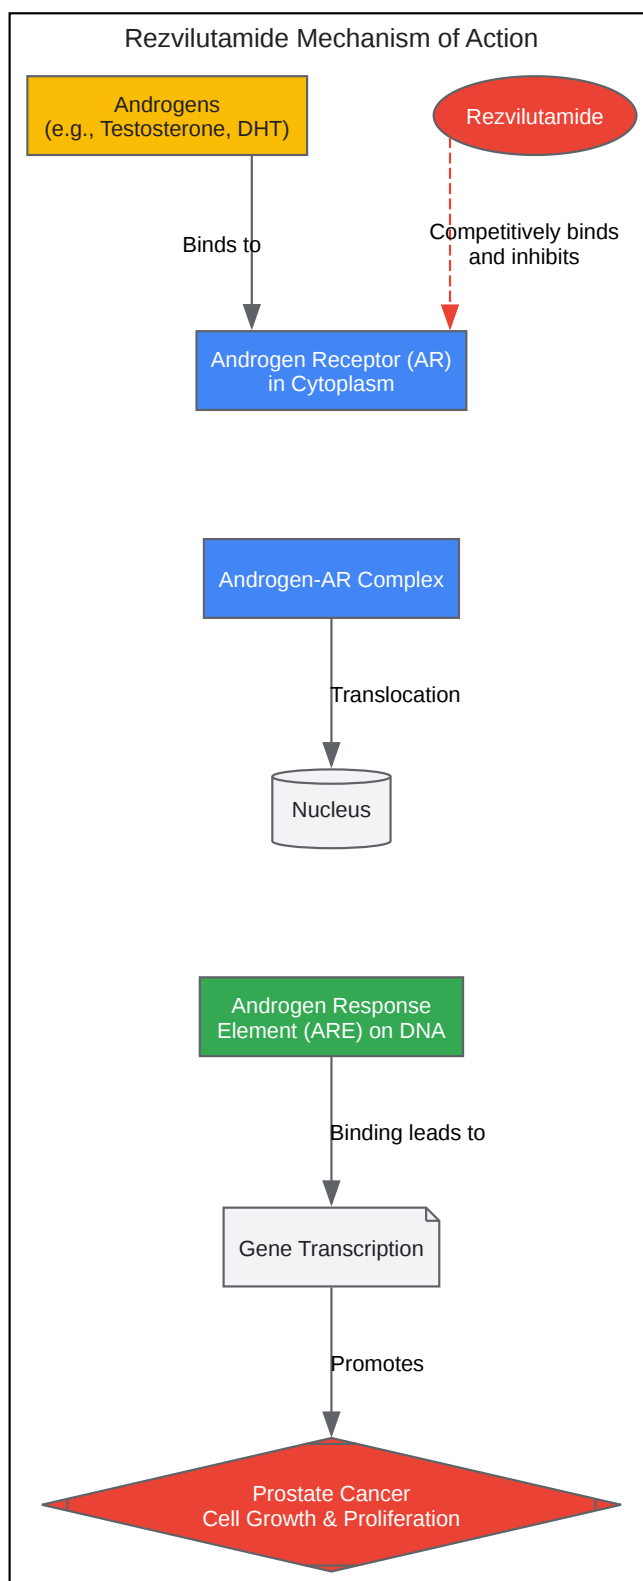 Rezvilutamide Mechanism of Action
Androgens
(e.g., Testosterone, DHT)
Rezvilutamide
Binds to
Competitively binds
and inhibits
Androgen Receptor (AR)
in Cytoplasm
Androgen-AR Complex
Translocation
Nucleus
Androgen Response
Element (ARE) on DNA
Binding leads to
Gene Transcription
Promotes
Prostate Cancer
Cell Growth & Proliferation